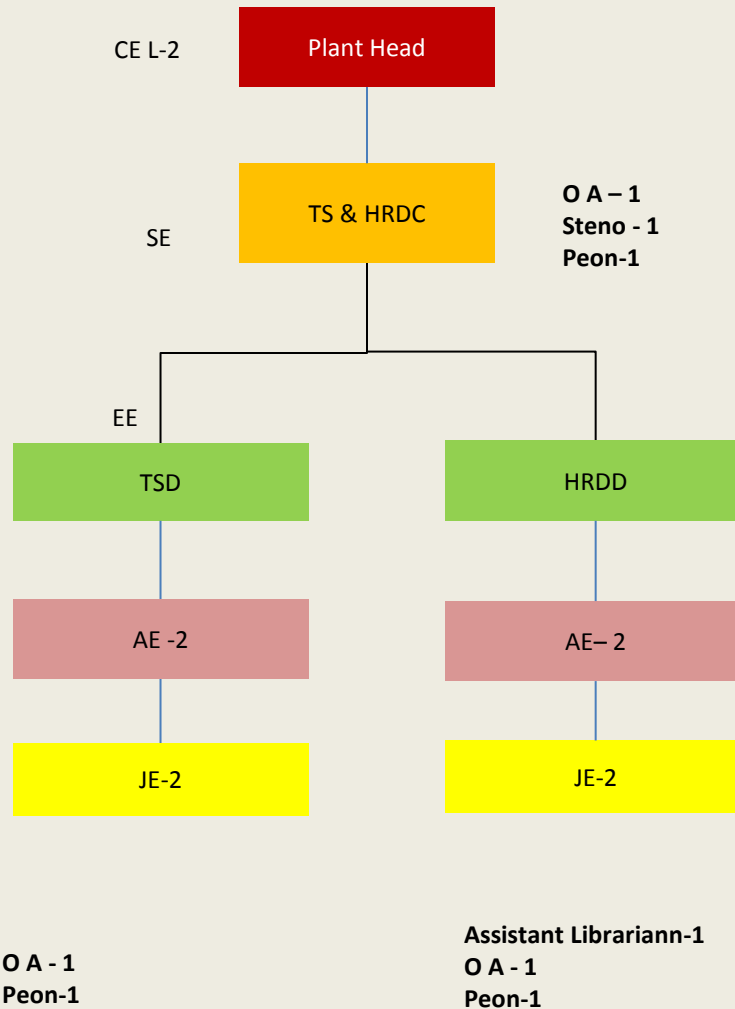 CE L-2
Plant Head
TS & HRDC
SE
O A – 1
Steno - 1
Peon-1
EE
TSD
HRDD
AE -2
AE– 2
JE-2
JE-2
O A - 1
Peon-1
Assistant Librariann-1
O A - 1
Peon-1